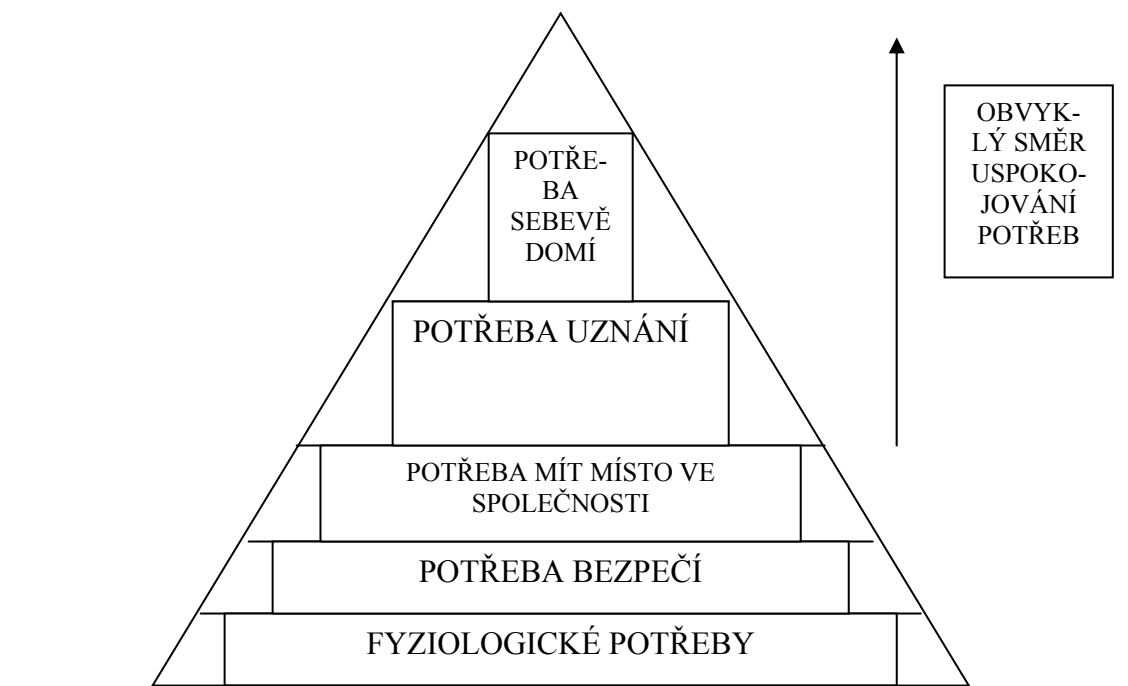 POTŘE-
BA
SEBEVĚ
DOMÍ
OBVYK-
LÝ SMĚR
USPOKO-
JOVÁNÍ
POTŘEB
POTŘEBA UZNÁNÍ
POTŘEBA MÍT MÍSTO VE
SPOLEČNOSTI
POTŘEBA BEZPEČÍ
FYZIOLOGICKÉ POTŘEBY